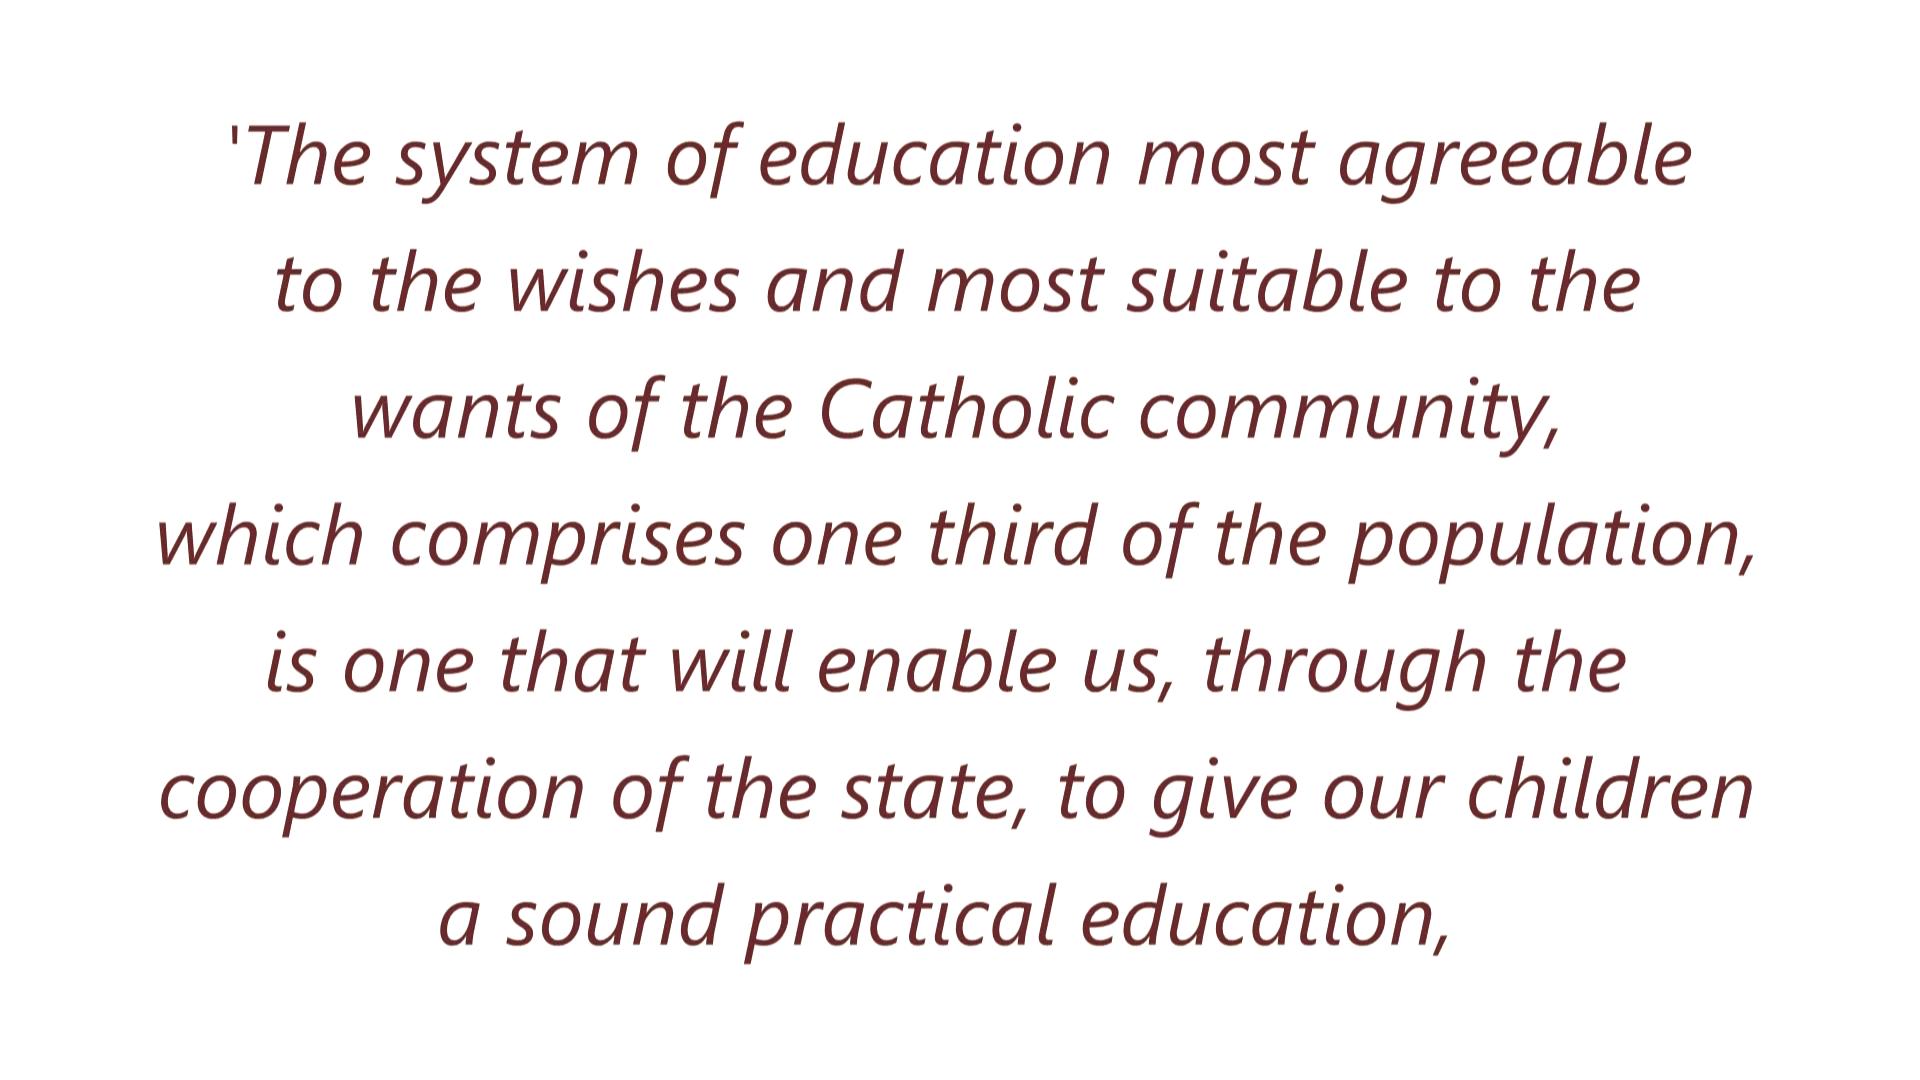 'The system of education most agreeable
to the wishes and most suitable to the
wants of the Catholic community,
which comprises one third of the population,
is one that will enable us, through the
cooperation of the state, to give our children
a sound practical education,